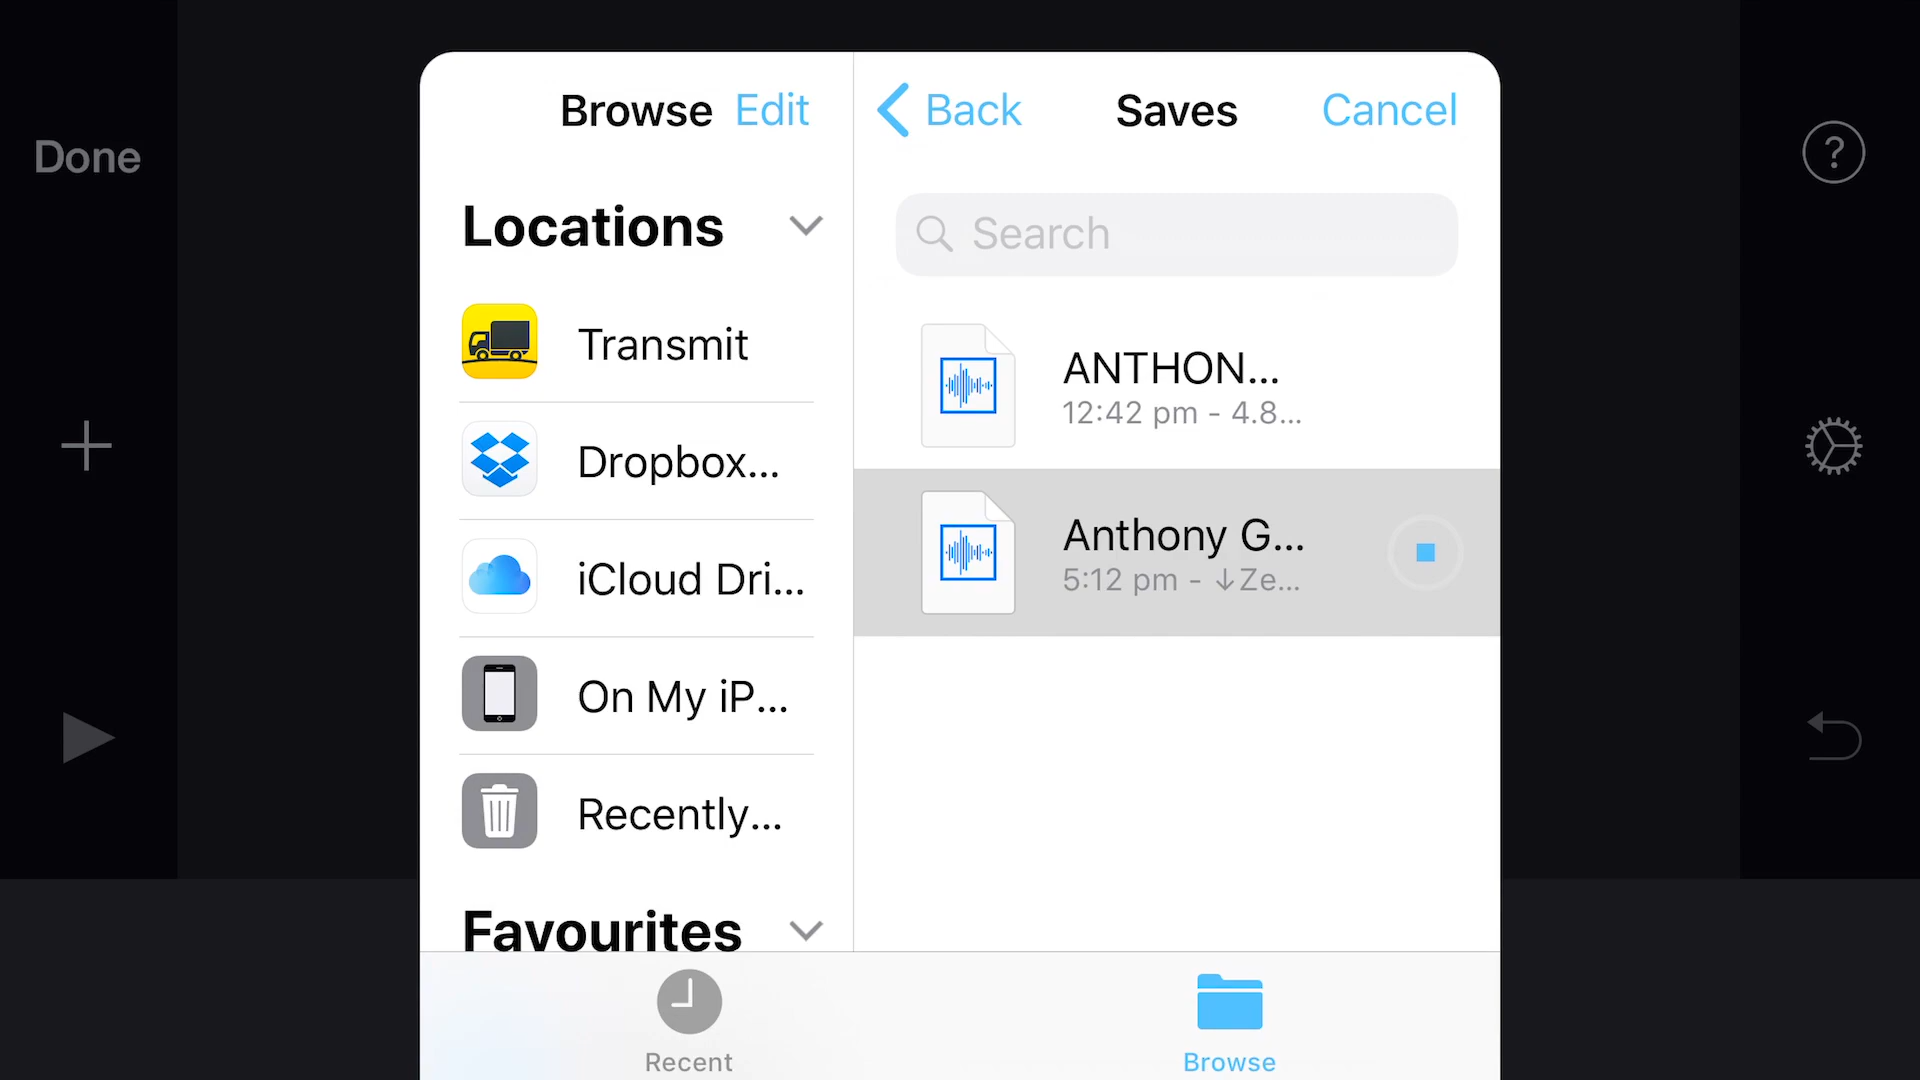 Done
Browse
Edit
Locations
Transmit
Dropbox...
iCloud Dri...
On My iP...
Recently...
Favourites
Back
Saves
Cancel
Search
ANTHON...
12:42 pm - 4.8...
Anthony G...
5:12 pm - ↓Ze...
Recent
Browse
?